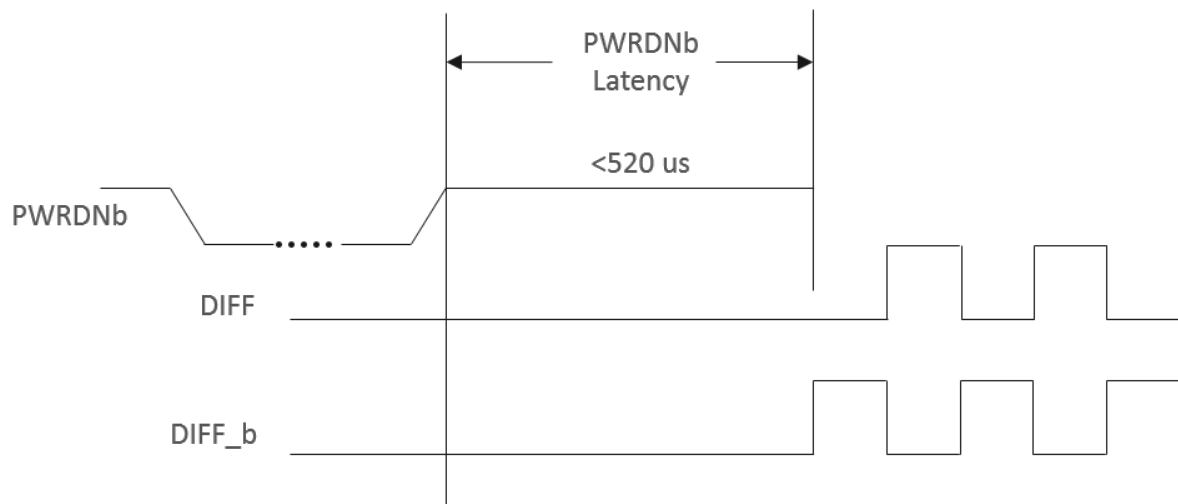 PWRDNb
Latency
<520 us
PWRDNb
DIFF
DIFF_b